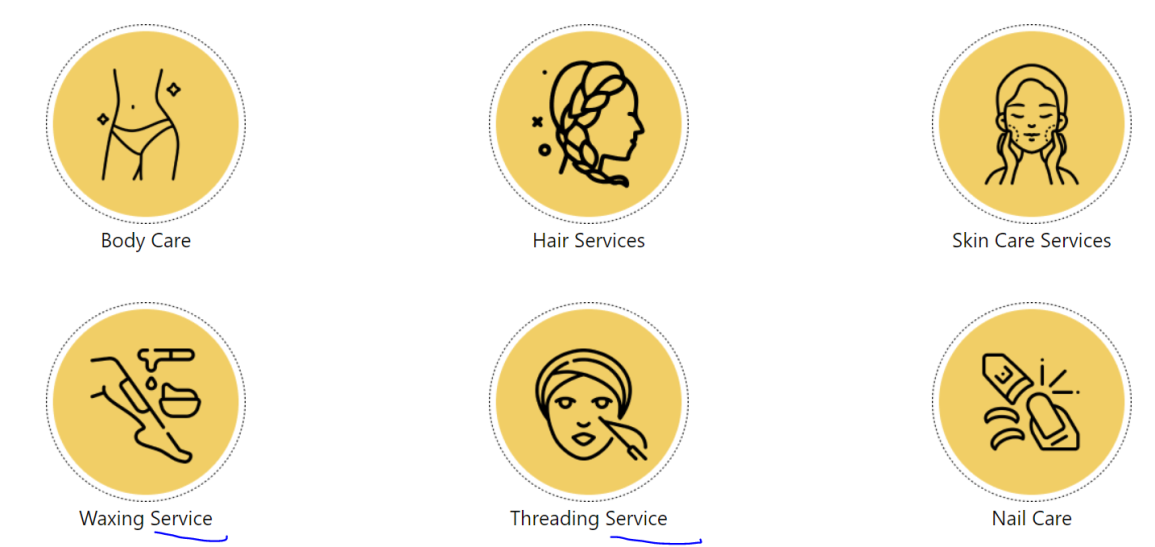 Body Care
Hair Services
Skin Care Services
Waxing Service
Threading Service
Nail Care